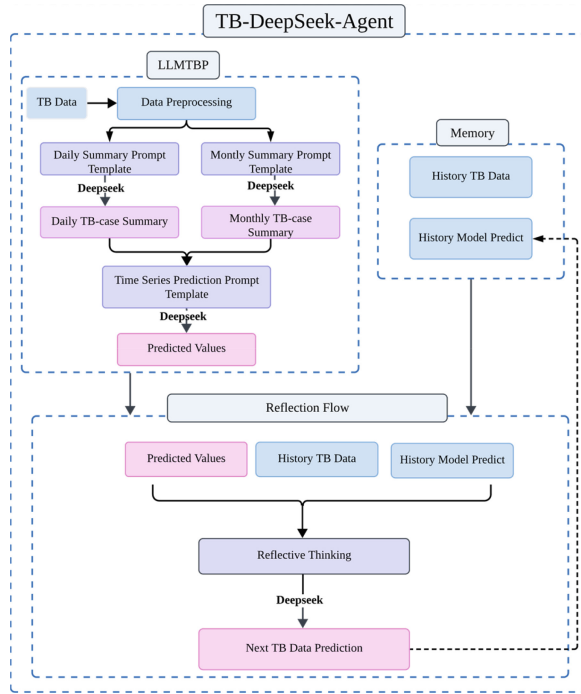 TB-DeepSeek-Agent
LLMTBP
TB Data
Data Preprocessing
Daily Summary Prompt
Template
Montly Summary Prompt
Template
Deepseek
Deepseek
Daily TB-case Summary
Monthly TB-case
Summary
Time Series Prediction Prompt
Template
Deepseek
Predicted Values
Memory
History TB Data
History Model Predict
Reflection Flow
Predicted Values
History TB Data
History Model Predict
Reflective Thinking
Deepseek
Next TB Data Prediction